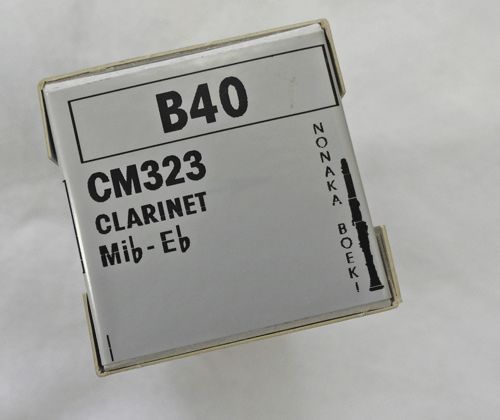 B40
CM323
CLARINET
Mib-Eb
NONAKA BOEKI